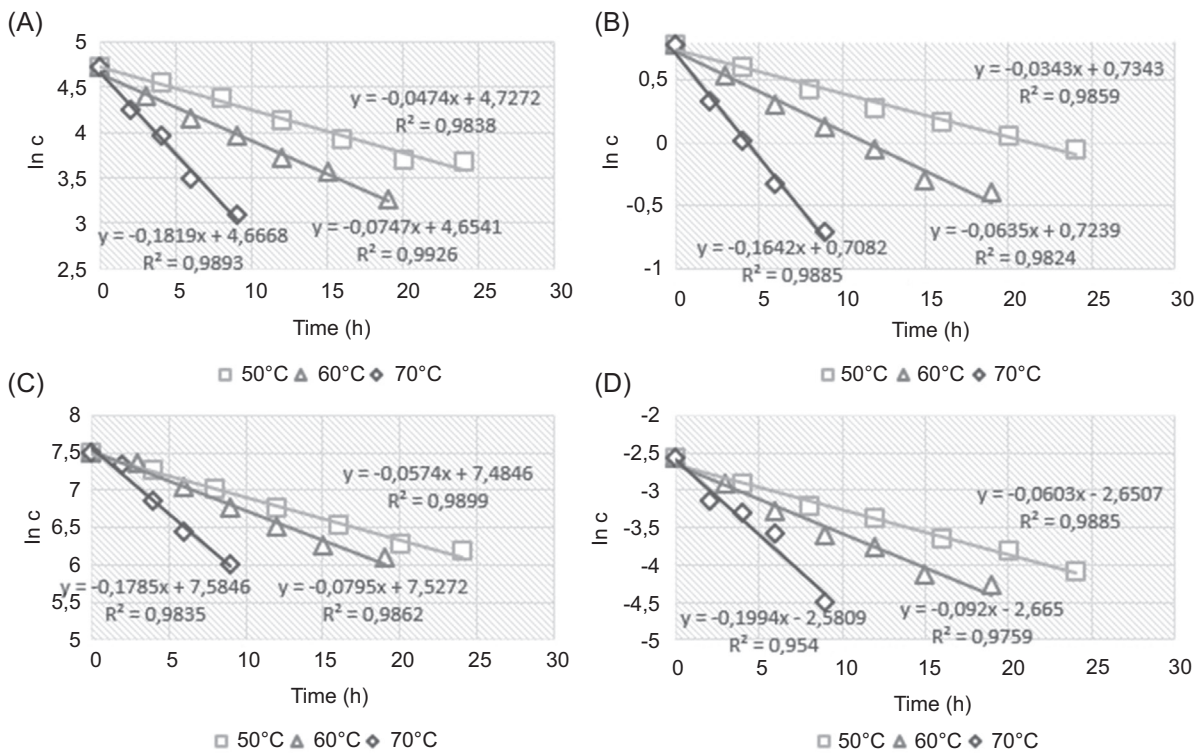 (A)
5
4,5
4
3,5
3
2,5
ln c
y = -0,0474x + 4,7272
R² = 0,9838
y = -0,1819x + 4,6668
R² = 0,9893
y = -0,0747x + 4,6541
R² = 0,9926
0 5 10 15 20 25 30
Time (h)
50°C 60°C 70°C
(B)
0,5
0
-0,5
-1
ln c
y = -0,0343x + 0,7343
R² = 0,9859
y = -0,1642x + 0,7082
R² = 0,9885
y = -0,0635x + 0,7239
R² = 0,9824
0 5 10 15 20 25 30
Time (h)
50°C 60°C 70°C
(C)
8
7,5
7
6,5
6
5,5
5
ln c
y = -0,0574x + 7,4846
R² = 0,9899
y = -0,1785x + 7,5846
R² = 0,9835
y = -0,0795x + 7,5272
R² = 0,9862
0 5 10 15 20 25 30
Time (h)
50°C 60°C 70°C
(D)
-2
-2,5
-3
-3,5
-4
-4,5
-5
ln c
y = -0,0603x - 2,6507
R² = 0,9885
y = -0,1994x - 2,5809
R² = 0,954
y = -0,092x - 2,665
R² = 0,9759
0 5 10 15 20 25 30
Time (h)
50°C 60°C 70°C